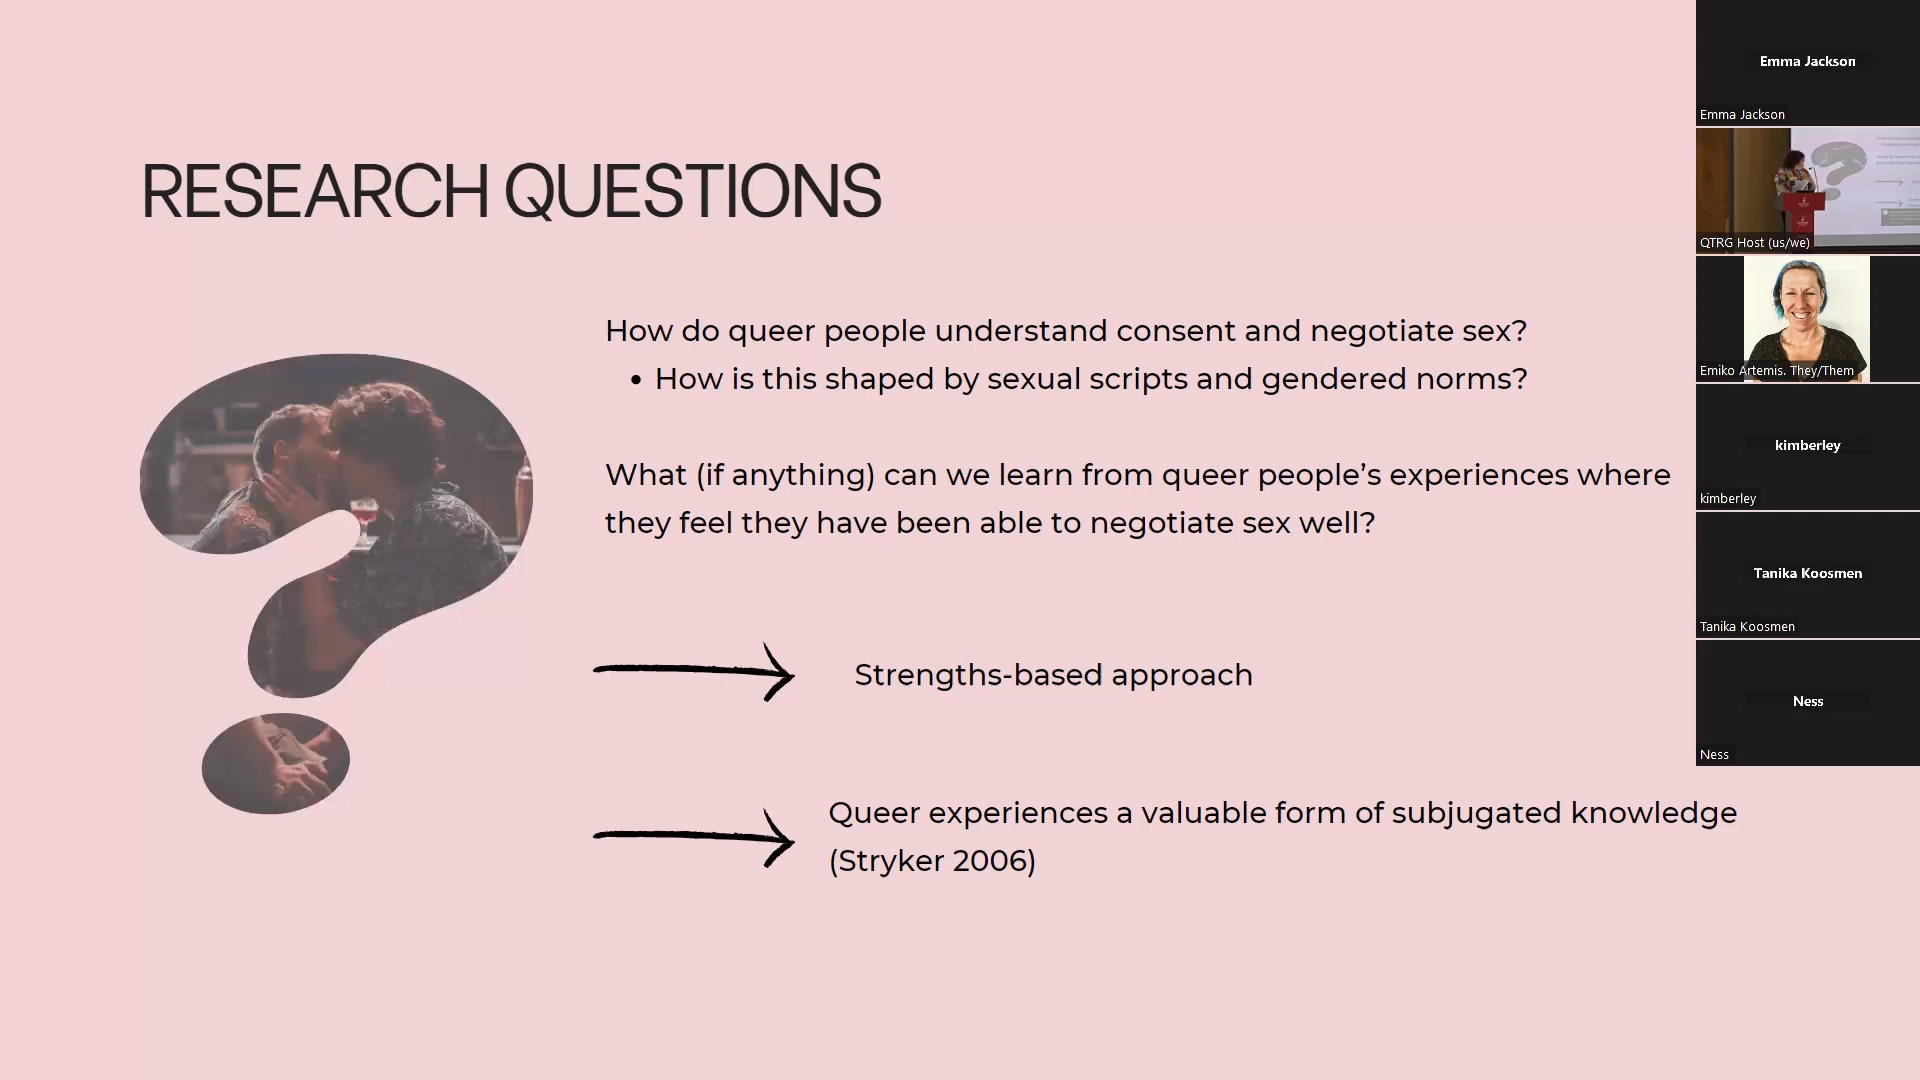 RESEARCH QUESTIONS
How do queer people understand consent and negotiate sex?
• How is this shaped by sexual scripts and gendered norms?
What (if anything) can we learn from queer people’s experiences where
they feel they have been able to negotiate sex well?
Strengths-based approach
Queer experiences a valuable form of subjugated knowledge
(Stryker 2006)
Emma Jackson
Emma Jackson
QTRG Host (us/we)
Emiko Artemis. They/Them
kimberley
kimberley
Tanika Koosmen
Tanika Koosmen
Ness
Ness